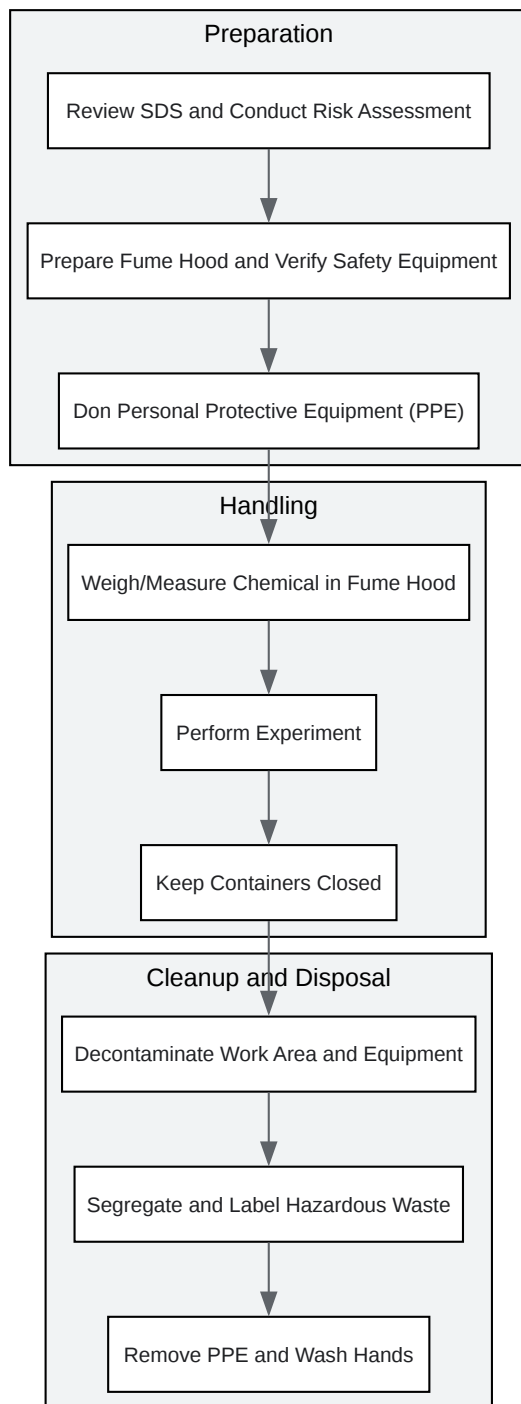 Preparation
Review SDS and Conduct Risk Assessment
Prepare Fume Hood and Verify Safety Equipment
Don Personal Protective Equipment (PPE)
Handling
Weigh/Measure Chemical in Fume Hood
Perform Experiment
Keep Containers Closed
Cleanup and Disposal
Decontaminate Work Area and Equipment
Segregate and Label Hazardous Waste
Remove PPE and Wash Hands